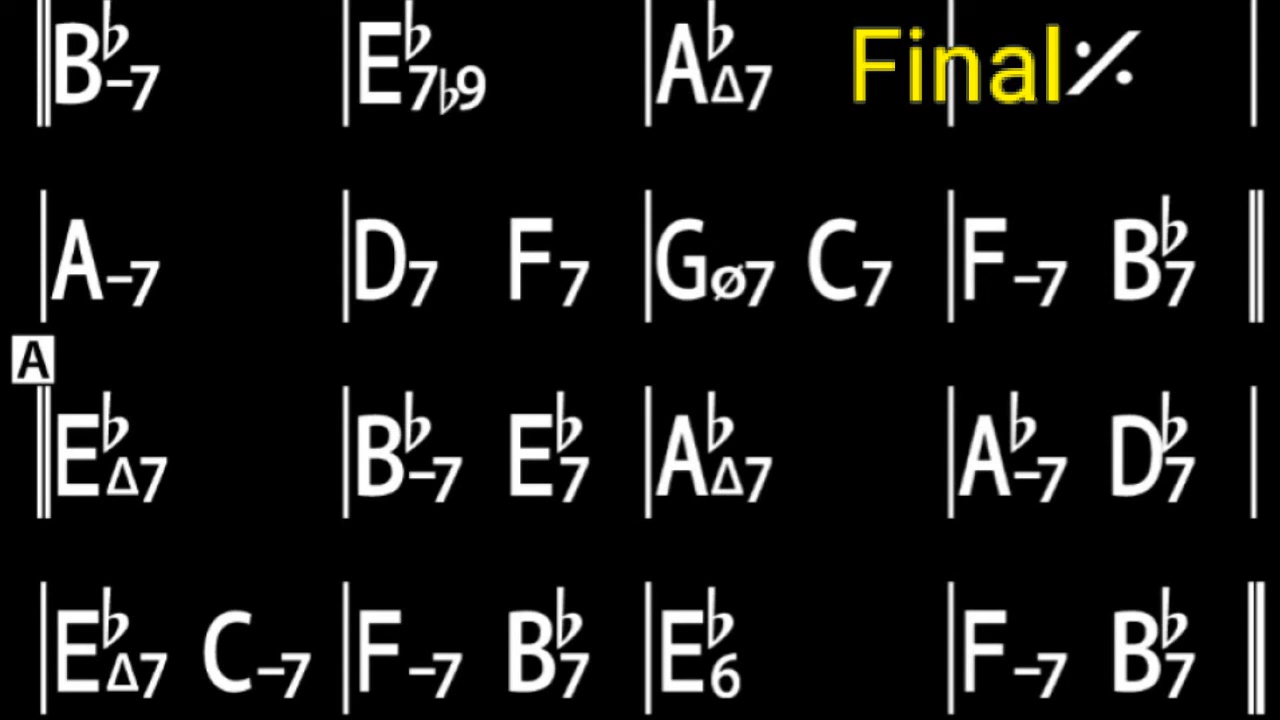 B♭-7 E♭7♭9 A♭Δ7 Final 𝄎
A-7 D7 F7 Gø7 C7 F-7 B♭7
A
E♭Δ7 B♭-7 E♭7 A♭Δ7 A♭-7 D♭7
E♭Δ7 C-7 F-7 B♭7 E♭6 F-7 B♭7